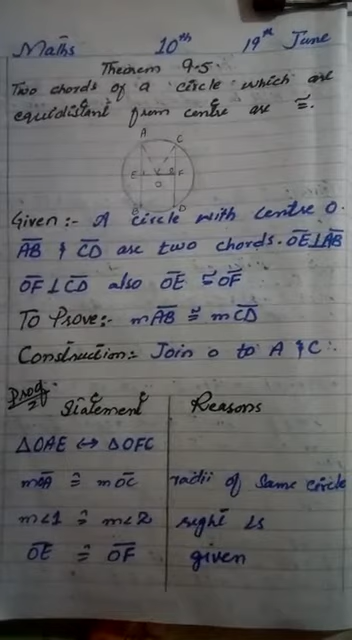 Maths 10th 19th June
Theorem 9.5
Two chords of a circle which are
equidistant from centre are ≅.
A C
E F
O
B D
Given :- A circle with centre O.
AB & CD are two chords. OE⊥AB
OF⊥CD also OE ≅ OF
To Prove:- mAB ≅ mCD
Construction:- Join O to A & C.
Proof:-
Statement Reasons
ΔOAE ↔ ΔOFC
mOA ≅ mOC radii of same circle
m∠1 ≅ m∠2 right ∠s
OE ≅ OF given